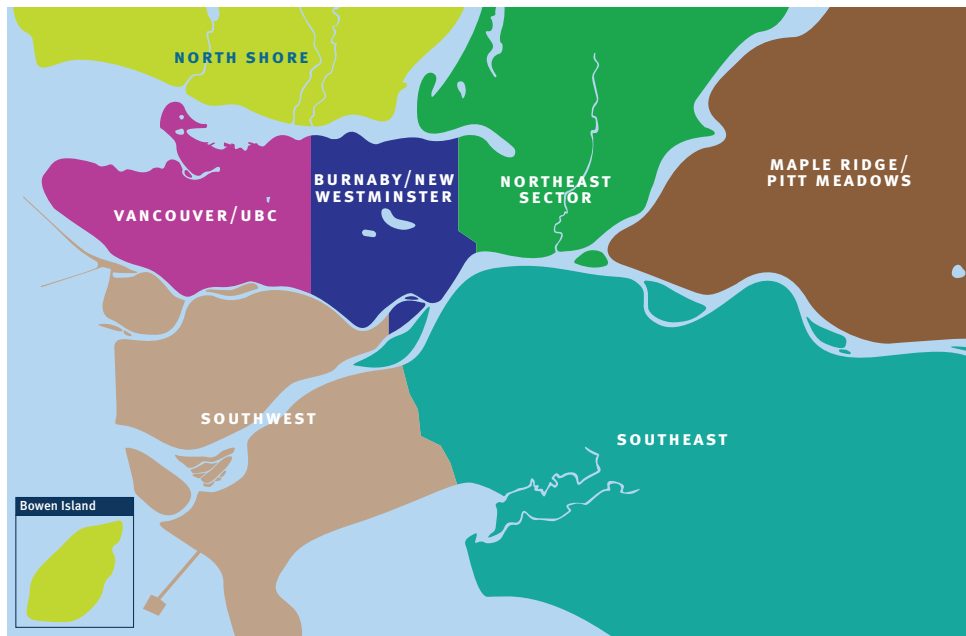 NORTH SHORE
MAPLE RIDGE/
PITT MEADOWS
BURNABY/NEW
WESTMINSTER
NORTHEAST
SECTOR
VANCOUVER/UBC
SOUTHWEST
SOUTHEAST
Bowen Island